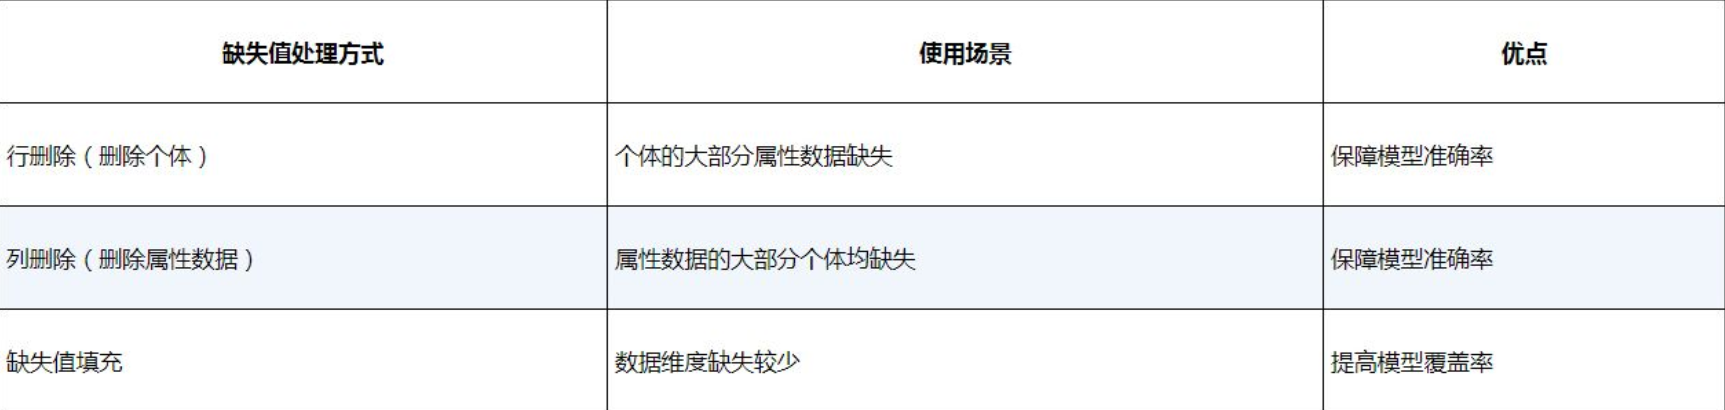 缺失值处理方式 使用场景 优点
行删除（删除个体） 个体的大部分属性数据缺失 保障模型准确率
列删除（删除属性数据） 属性数据的大部分个体均缺失 保障模型准确率
缺失值填充 数据维度缺失较少 提高模型覆盖率